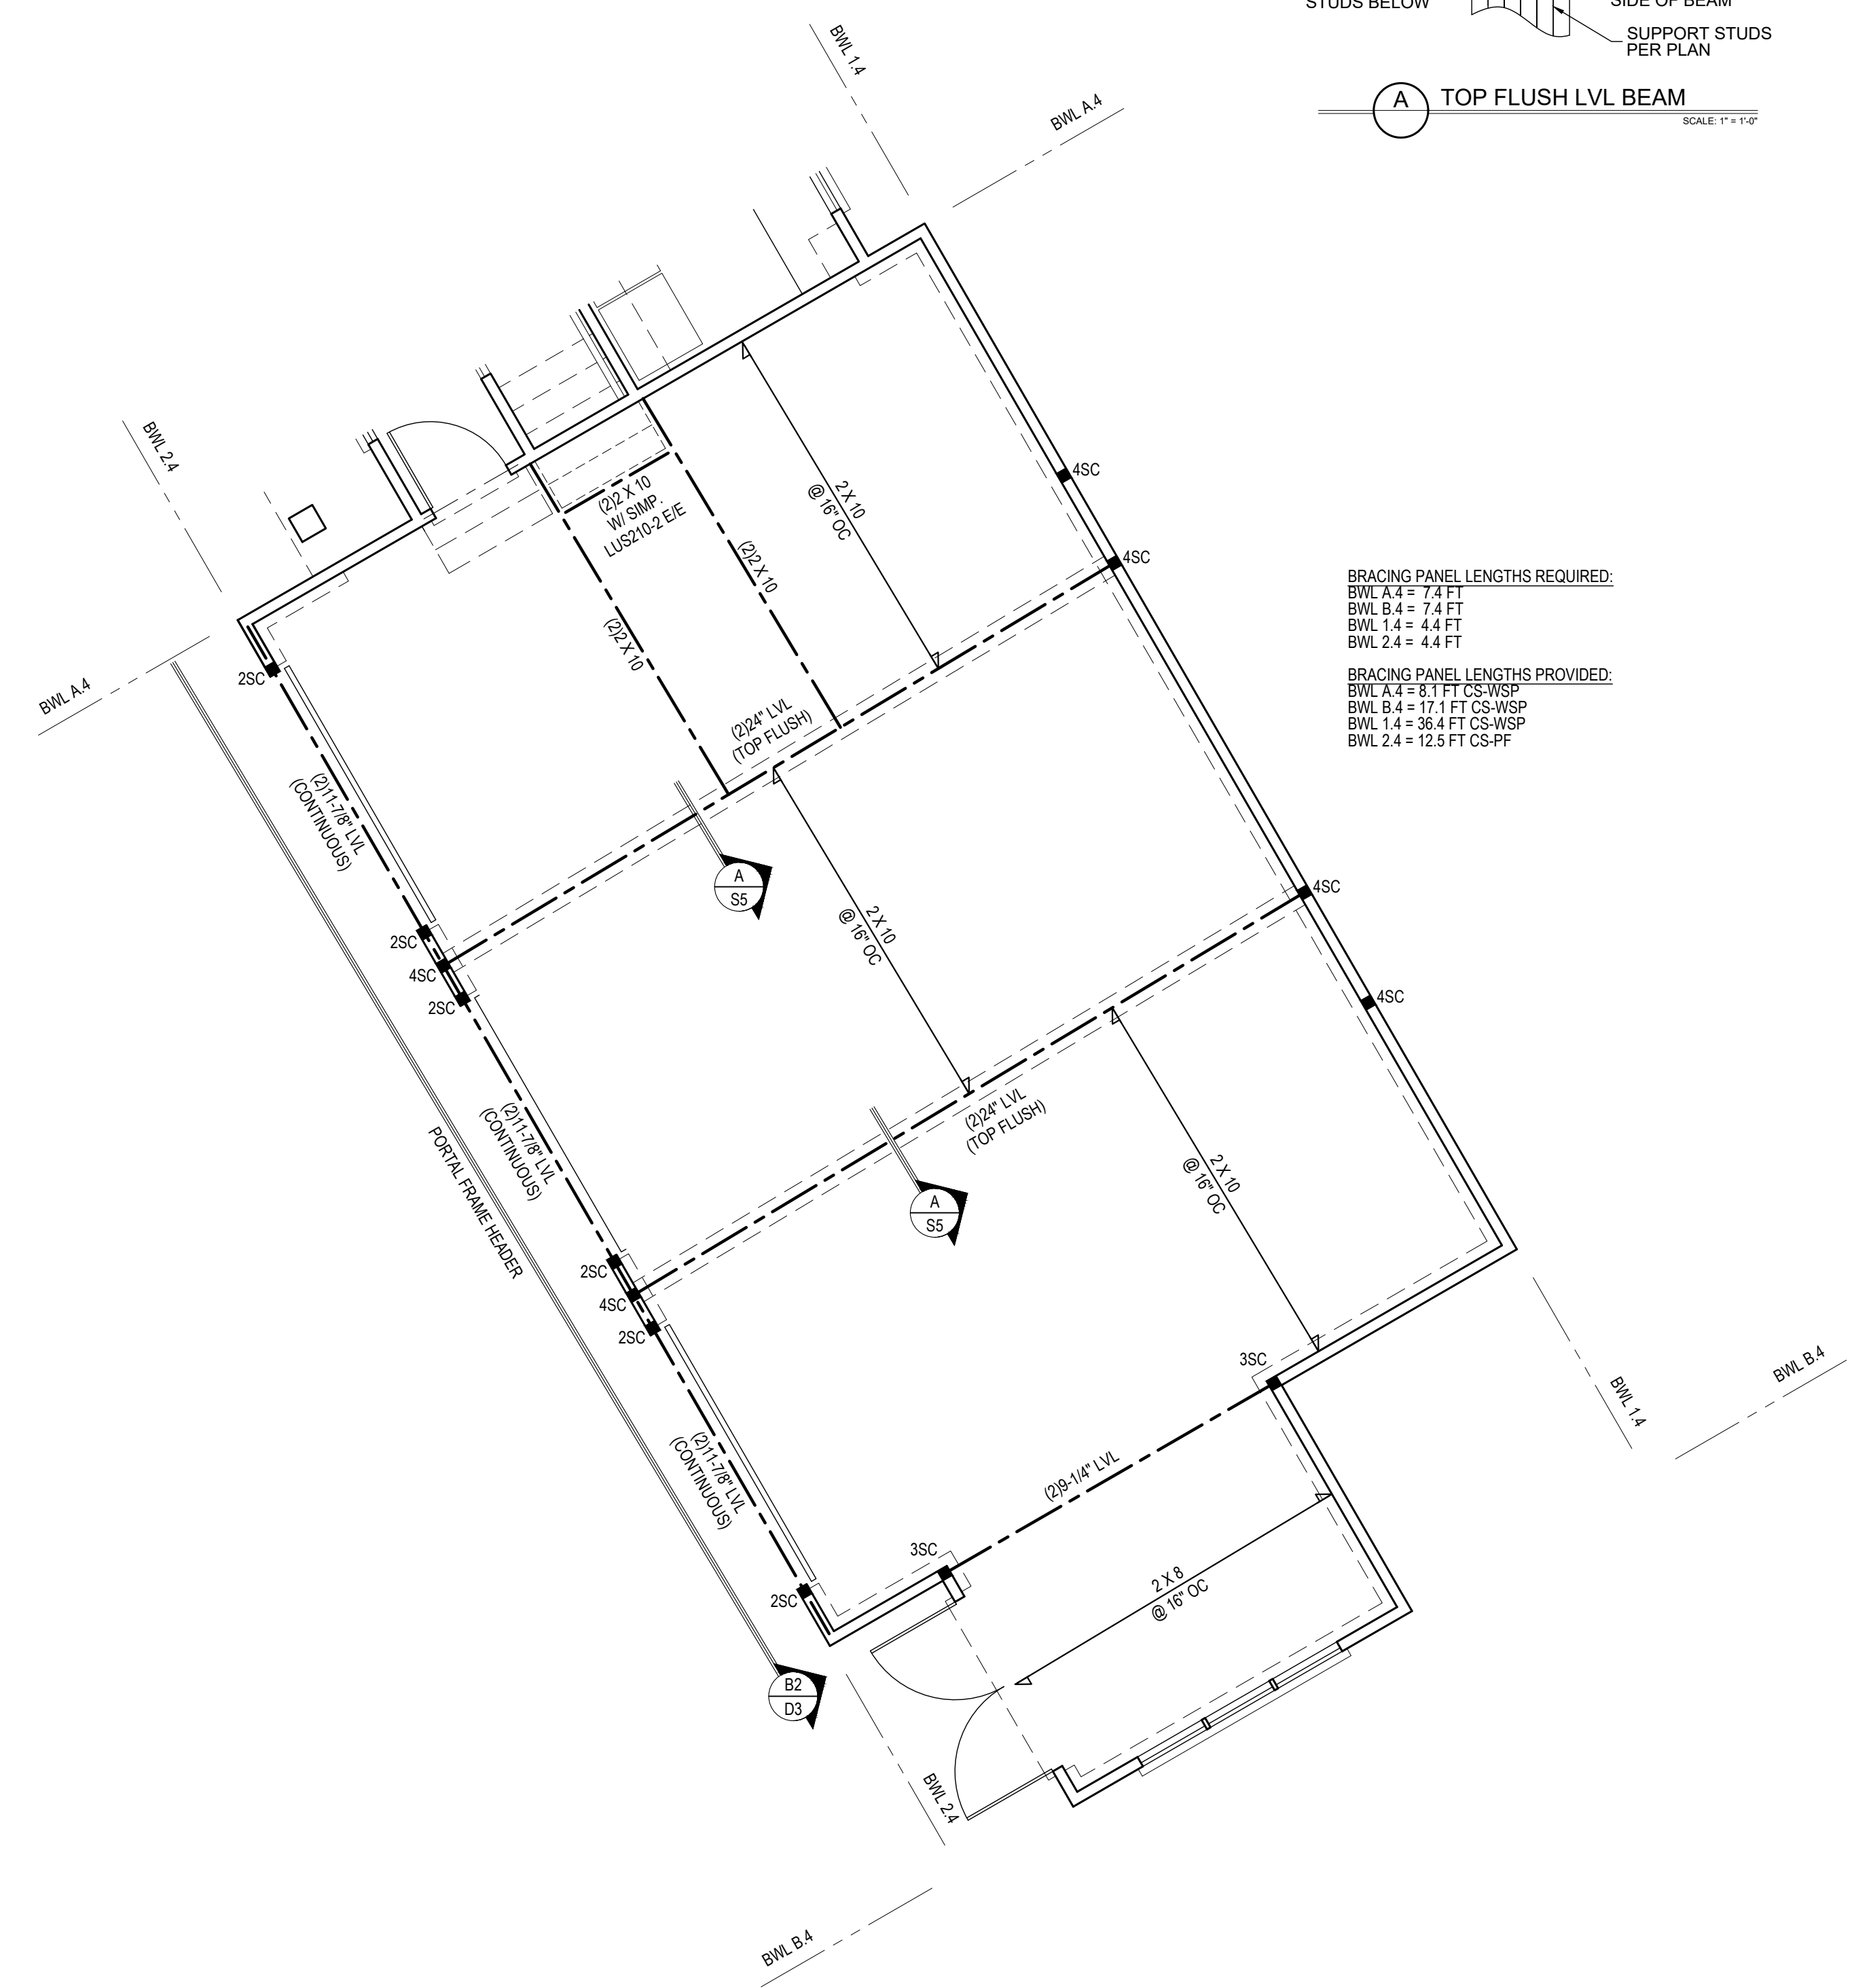 STUDS BELOW
SIDE OF BEAM
SUPPORT STUDS
PER PLAN
A
TOP FLUSH LVL BEAM
SCALE: 1" = 1'-0"
BWL 1.4
BWL A.4
BWL 2.4
BWL A.4
4SC
4SC
4SC
4SC
2 X 10
@ 16" OC
(2)2 X 10
W/ SIMP.
LUS210-2 E/E
(2)2 X 10
(2)2 X 10
BRACING PANEL LENGTHS REQUIRED:
BWL A.4 = 7.4 FT
BWL B.4 = 7.4 FT
BWL 1.4 = 4.4 FT
BWL 2.4 = 4.4 FT
BRACING PANEL LENGTHS PROVIDED:
BWL A.4 = 8.1 FT CS-WSP
BWL B.4 = 17.1 FT CS-WSP
BWL 1.4 = 36.4 FT CS-WSP
BWL 2.4 = 12.5 FT CS-PF
2SC
(2)24" LVL
(TOP FLUSH)
(2)11-7/8" LVL
(CONTINUOUS)
A
S5
2 X 10
@ 16" OC
2SC
4SC
2SC
(2)11-7/8" LVL
(CONTINUOUS)
PORTAL FRAME HEADER
(2)24" LVL
(TOP FLUSH)
A
S5
2 X 10
@ 16" OC
2SC
4SC
2SC
3SC
BWL 1.4
BWL B.4
(2)11-7/8" LVL
(CONTINUOUS)
(2)9-1/4" LVL
3SC
2SC
2 X 8
@ 16" OC
B2
D3
BWL 2.4
BWL B.4